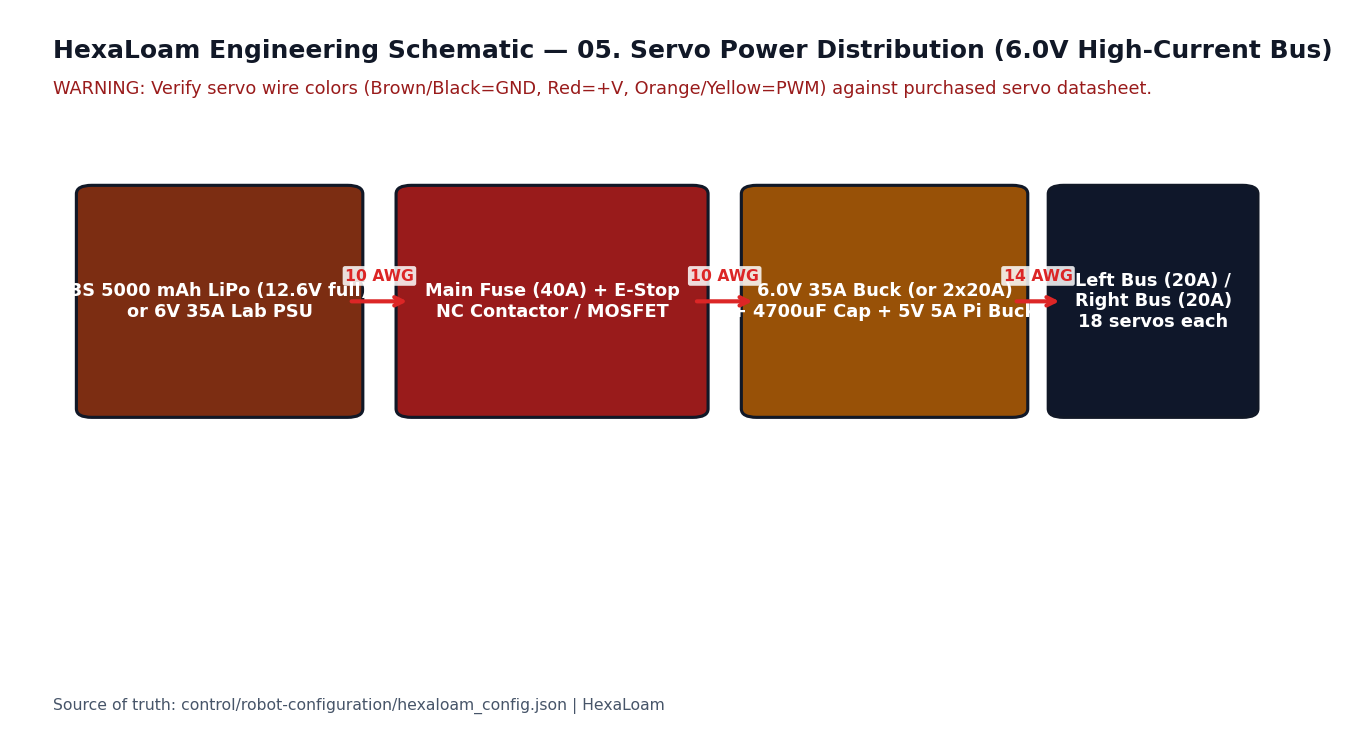 HexaLoam Engineering Schematic — 05. Servo Power Distribution (6.0V High-Current Bus)
WARNING: Verify servo wire colors (Brown/Black=GND, Red=+V, Orange/Yellow=PWM) against purchased servo datasheet.
3S 5000 mAh LiPo (12.6V full)
or 6V 35A Lab PSU
10 AWG
Main Fuse (40A) + E-Stop
NC Contactor / MOSFET
10 AWG
6.0V 35A Buck (or 2x20A)
+ 4700uF Cap + 5V 5A Pi Buck
14 AWG
Left Bus (20A) /
Right Bus (20A)
18 servos each
Source of truth: control/robot-configuration/hexaloam_config.json | HexaLoam